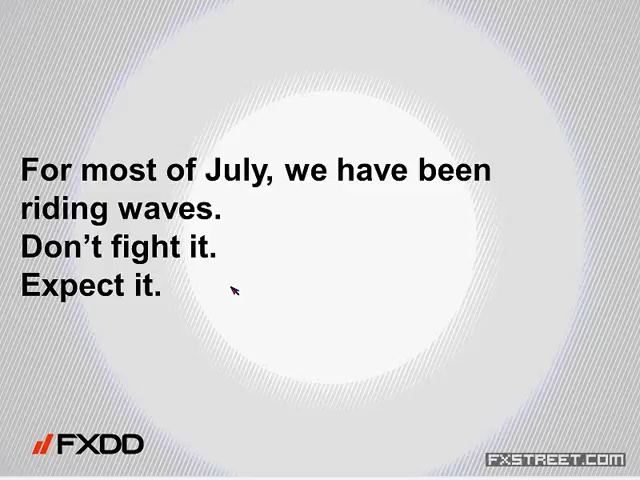 For most of July, we have been
riding waves.
Don’t fight it.
Expect it.
FXDD
FXSTREET.COM